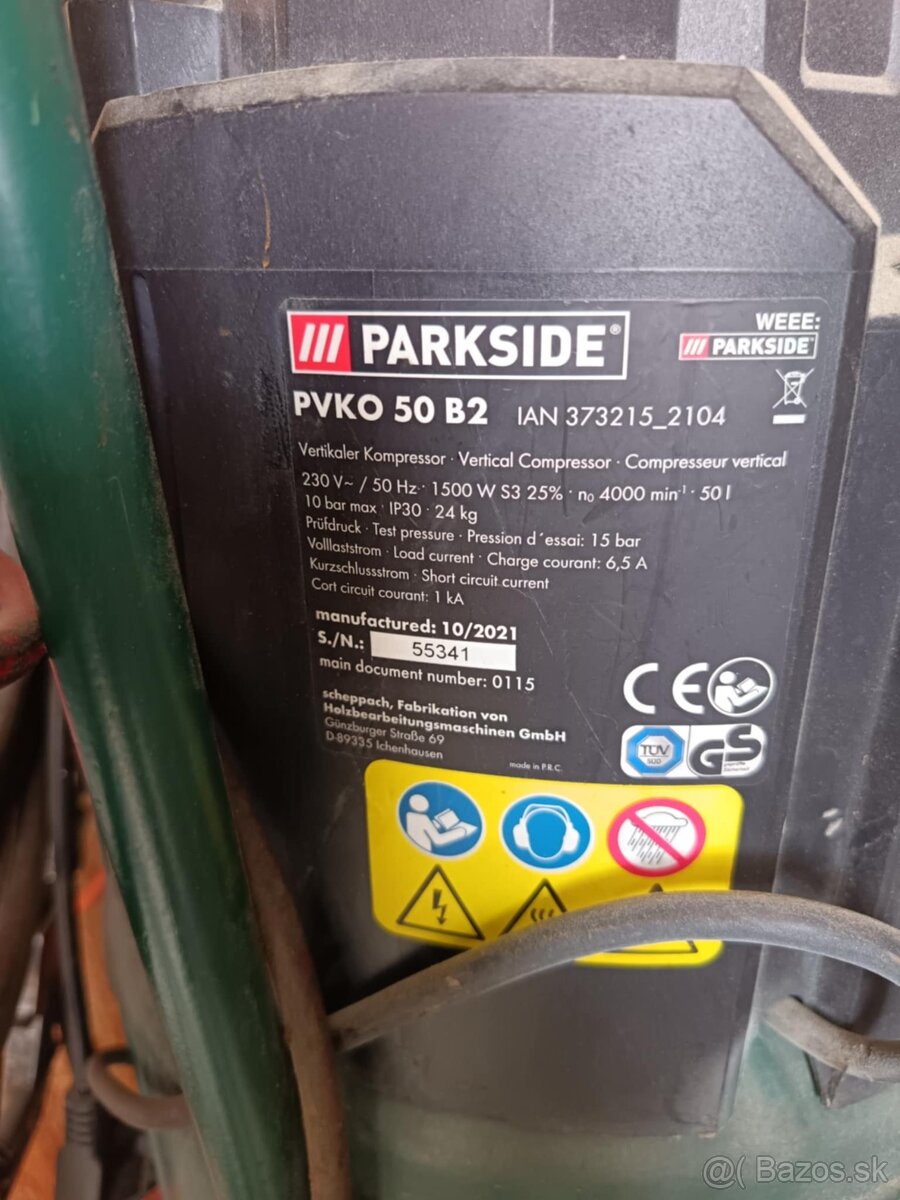 PARKSIDE®
WEEE:
PARKSIDE
PVKO 50 B2 IAN 373215_2104
Vertikaler Kompressor · Vertical Compressor · Compresseur vertical
230 V~ / 50 Hz · 1500 W S3 25% · n₀ 4000 min⁻¹ · 50 l
10 bar max · IP30 · 24 kg
Prüfdruck · Test pressure · Pression d´essai: 15 bar
Volllaststrom · Load current · Charge courant: 6,5 A
Kurzschlussstrom · Short circuit current
Cort circuit courant: 1 kA
manufactured: 10/2021
S./N.: 55341
main document number: 0115
scheppach, Fabrikation von
Holzbearbeitungsmaschinen GmbH
Günzburger Straße 69
D-89335 Ichenhausen
made in P.R.C.
CE
TÜV
SÜD
GS
geprüfte
Sicherheit
@( Bazos.sk